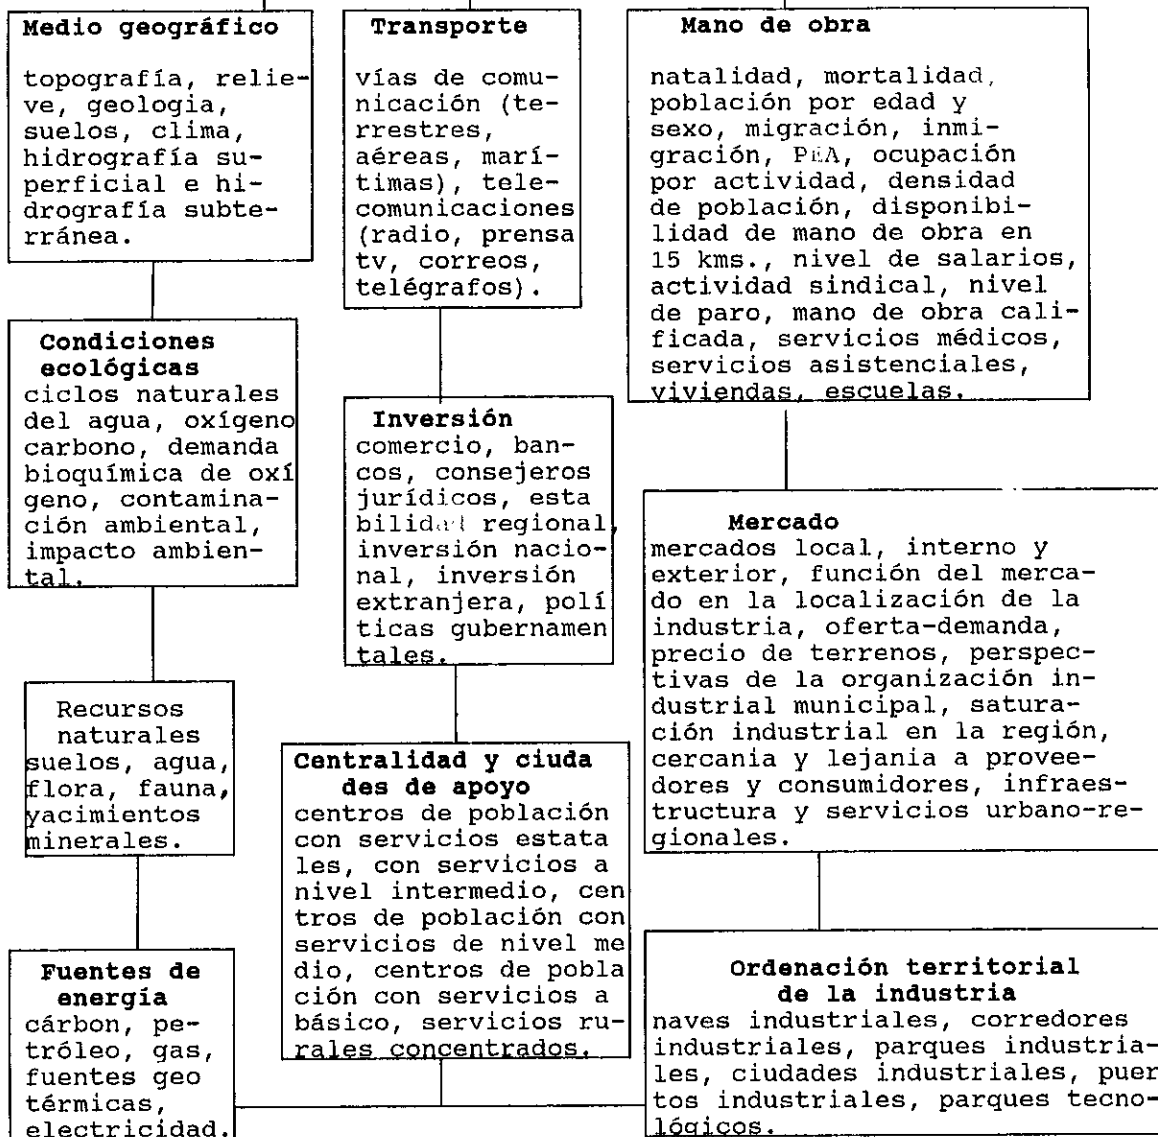 Medio geográfico
topografía, relie-
ve, geologia,
suelos, clima,
hidrografía su-
perficial e hi-
drografía subte-
rránea.
Condiciones
ecológicas
ciclos naturales
del agua, oxígeno
carbono, demanda
bioquímica de oxí
geno, contamina-
ción ambiental,
impacto ambien-
tal.
Recursos
naturales
suelos, agua,
flora, fauna,
yacimientos
minerales.
Fuentes de
energía
cárbon, pe-
tróleo, gas,
fuentes geo
térmicas,
electricidad.
Transporte
vías de comu-
nicación (te-
rrestres,
aéreas, marí-
timas), tele-
comunicaciones
(radio, prensa
tv, correos,
telégrafos).
Inversión
comercio, ban-
cos, consejeros
jurídicos, esta
bilidad regional,
inversión nacio-
nal, inversión
extranjera, polí
ticas gubernamen
tales.
Centralidad y ciuda
des de apoyo
centros de población
con servicios estata
les, con servicios a
nivel intermedio, cen
tros de población con
servicios de nivel me
dio, centros de pobla
ción con servicios a
básico, servicios ru-
rales concentrados.
Mano de obra
natalidad, mortalidad,
población por edad y
sexo, migración, inmi-
gración, PEA, ocupación
por actividad, densidad
de población, disponibi-
lidad de mano de obra en
15 kms., nivel de salarios,
actividad sindical, nivel
de paro, mano de obra cali-
ficada, servicios médicos,
servicios asistenciales,
viviendas, escuelas.
Mercado
mercados local, interno y
exterior, función del merca-
do en la localización de la
industria, oferta-demanda,
precio de terrenos, perspec-
tivas de la organización in-
dustrial municipal, satura-
ción industrial en la región,
cercania y lejania a provee-
dores y consumidores, infraes-
tructura y servicios urbano-re-
gionales.
Ordenación territorial
de la industria
naves industriales, corredores
industriales, parques industria-
les, ciudades industriales, puer
tos industriales, parques tecno-
lógicos.